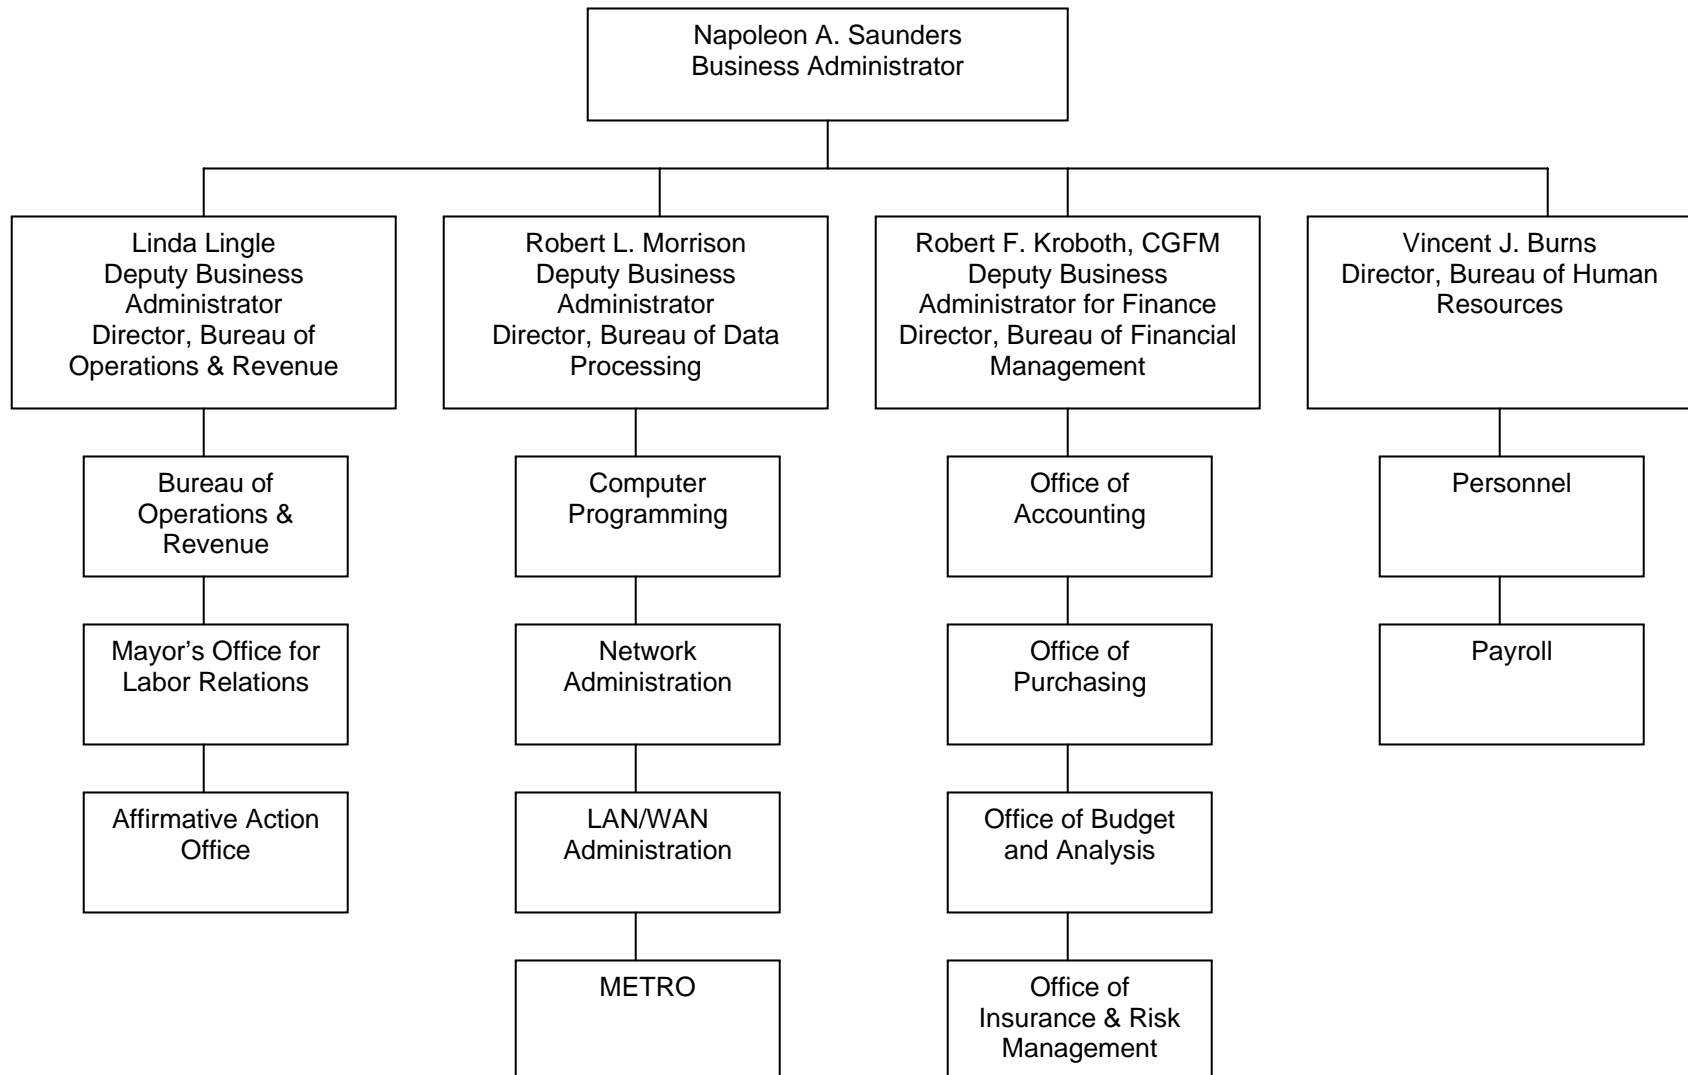 Napoleon A. Saunders
Business Administrator
Linda Lingle
Deputy Business
Administrator
Director, Bureau of
Operations & Revenue
Robert L. Morrison
Deputy Business
Administrator
Director, Bureau of Data
Processing
Robert F. Kroboth, CGFM
Deputy Business
Administrator for Finance
Director, Bureau of Financial
Management
Vincent J. Burns
Director, Bureau of Human
Resources
Bureau of
Operations &
Revenue
Computer
Programming
Office of
Accounting
Personnel
Mayor’s Office for
Labor Relations
Network
Administration
Office of
Purchasing
Payroll
Affirmative Action
Office
LAN/WAN
Administration
Office of Budget
and Analysis
METRO
Office of
Insurance & Risk
Management